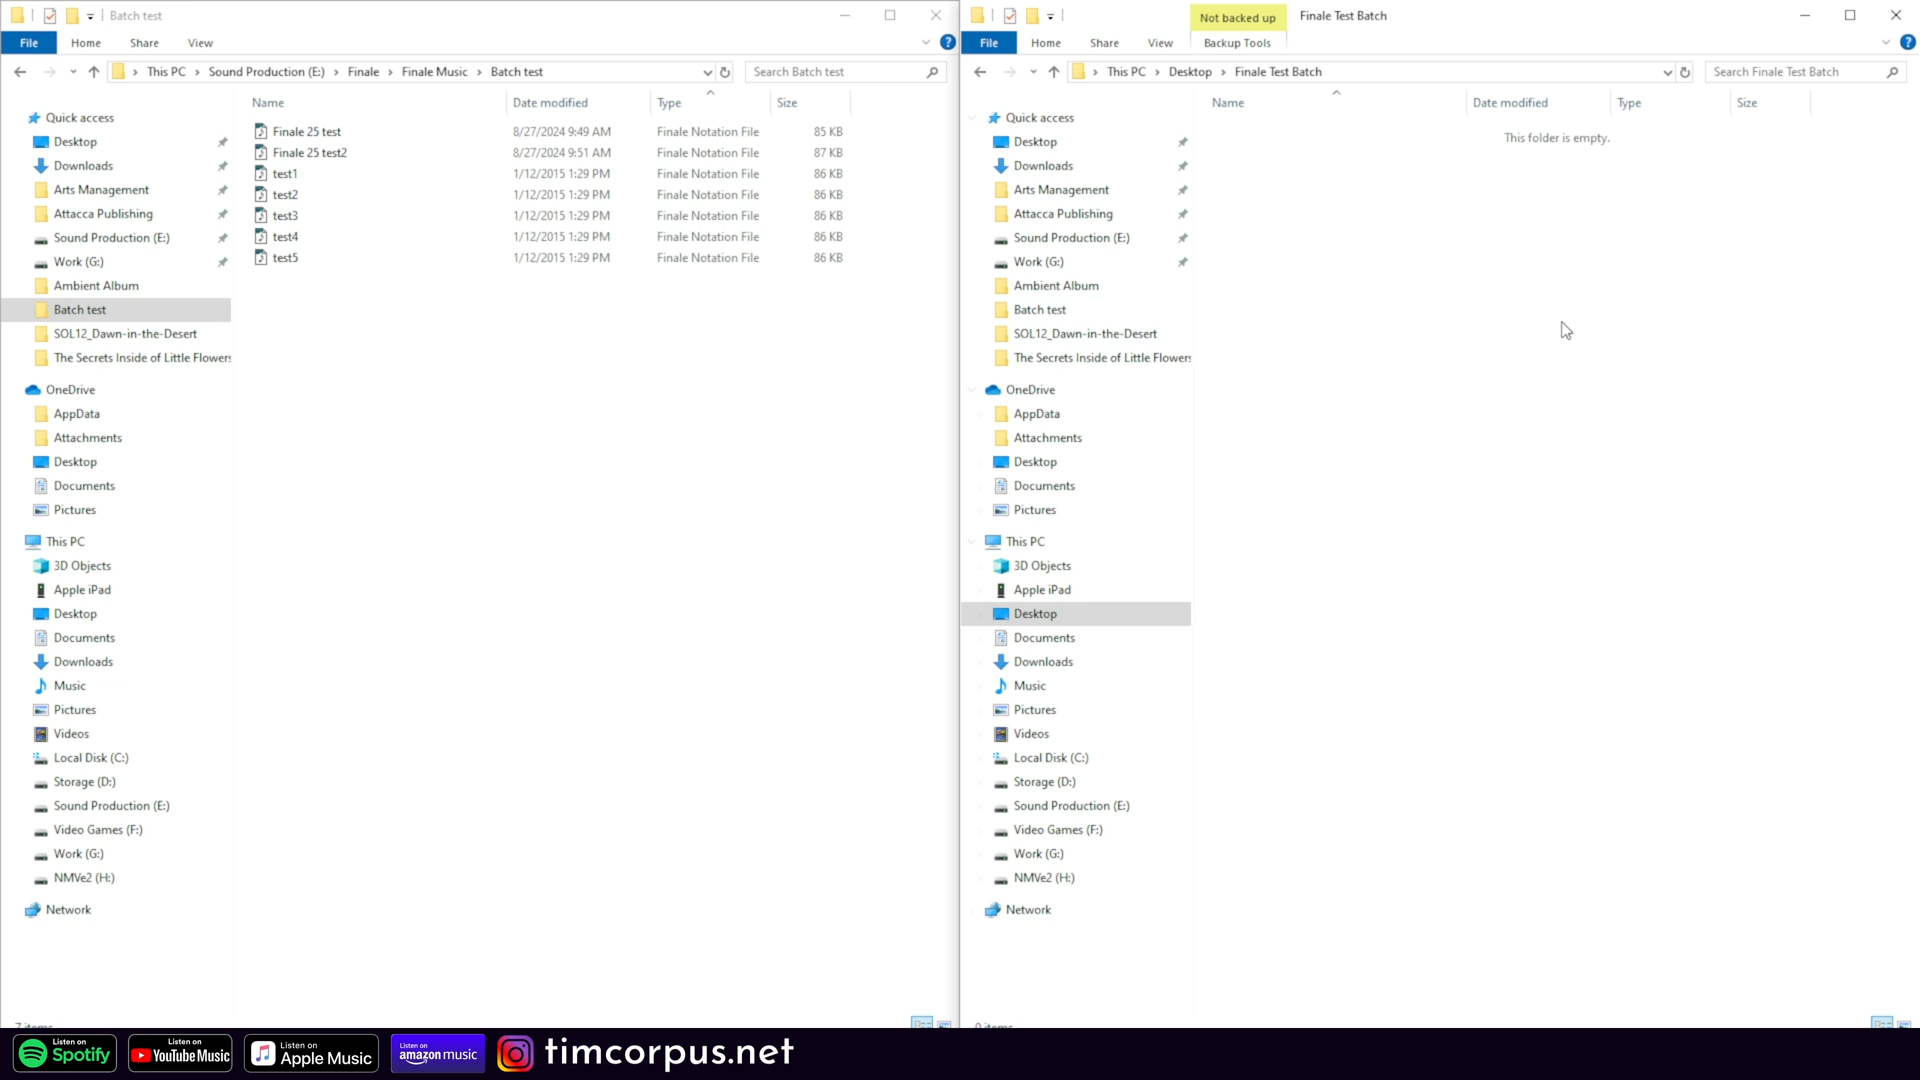 Batch test
File Home Share View
This PC Sound Production (E:) Finale Finale Music Batch test
Search Batch test
Name Date modified Type Size
Quick access
Desktop
Downloads
Arts Management
Attacca Publishing
Sound Production (E:)
Work (G:)
Ambient Album
Batch test
SOL12_Dawn-in-the-Desert
The Secrets Inside of Little Flowers
OneDrive
AppData
Attachments
Desktop
Documents
Pictures
This PC
3D Objects
Apple iPad
Desktop
Documents
Downloads
Music
Pictures
Videos
Local Disk (C:)
Storage (D:)
Sound Production (E:)
Video Games (F:)
Work (G:)
NMVe2 (H:)
Network
Finale 25 test 8/27/2024 9:49 AM Finale Notation File 85 KB
Finale 25 test2 8/27/2024 9:51 AM Finale Notation File 87 KB
test1 1/12/2015 1:29 PM Finale Notation File 86 KB
test2 1/12/2015 1:29 PM Finale Notation File 86 KB
test3 1/12/2015 1:29 PM Finale Notation File 86 KB
test4 1/12/2015 1:29 PM Finale Notation File 86 KB
test5 1/12/2015 1:29 PM Finale Notation File 86 KB
7 items
Not backed up Finale Test Batch
File Home Share View Backup Tools
This PC Desktop Finale Test Batch
Search Finale Test Batch
Name Date modified Type Size
This folder is empty.
Quick access
Desktop
Downloads
Arts Management
Attacca Publishing
Sound Production (E:)
Work (G:)
Ambient Album
Batch test
SOL12_Dawn-in-the-Desert
The Secrets Inside of Little Flowers
OneDrive
AppData
Attachments
Desktop
Documents
Pictures
This PC
3D Objects
Apple iPad
Desktop
Documents
Downloads
Music
Pictures
Videos
Local Disk (C:)
Storage (D:)
Sound Production (E:)
Video Games (F:)
Work (G:)
NMVe2 (H:)
Network
0 items
Listen on
Spotify
Listen on
YouTube Music
Listen on
Apple Music
Listen on
amazon music
timcorpus.net